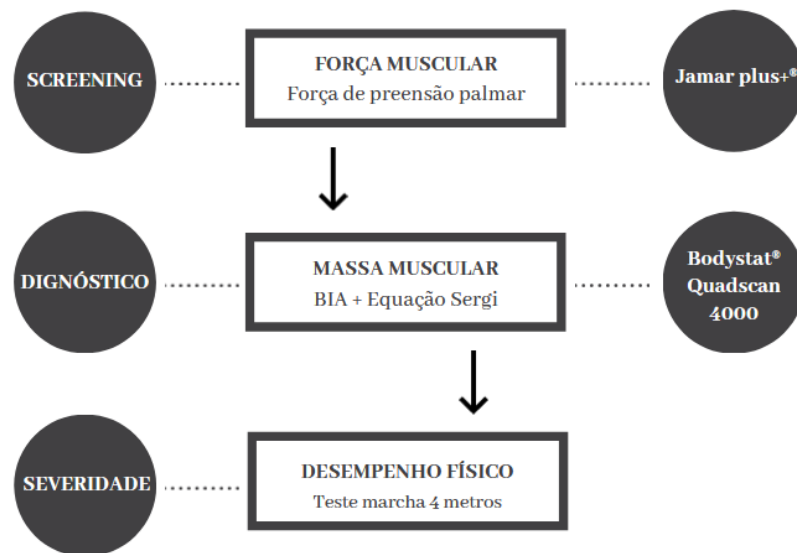 SCREENING
FORÇA MUSCULAR
Força de preensão palmar
Jamar plus+®
DIGNÓSTICO
MASSA MUSCULAR
BIA + Equação Sergi
Bodystat®
Quadscan
4000
SEVERIDADE
DESEMPENHO FÍSICO
Teste marcha 4 metros